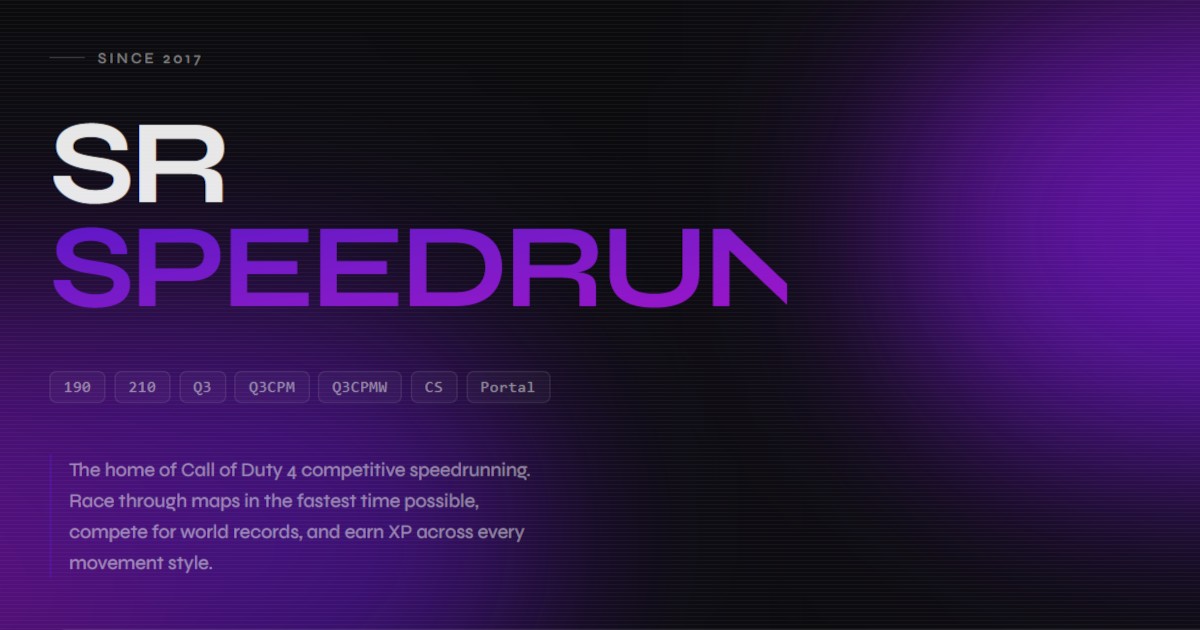 SINCE 2017
SR
SPEEDRUN
190 210 Q3 Q3CPM Q3CPMW CS Portal
The home of Call of Duty 4 competitive speedrunning.
Race through maps in the fastest time possible,
compete for world records, and earn XP across every
movement style.